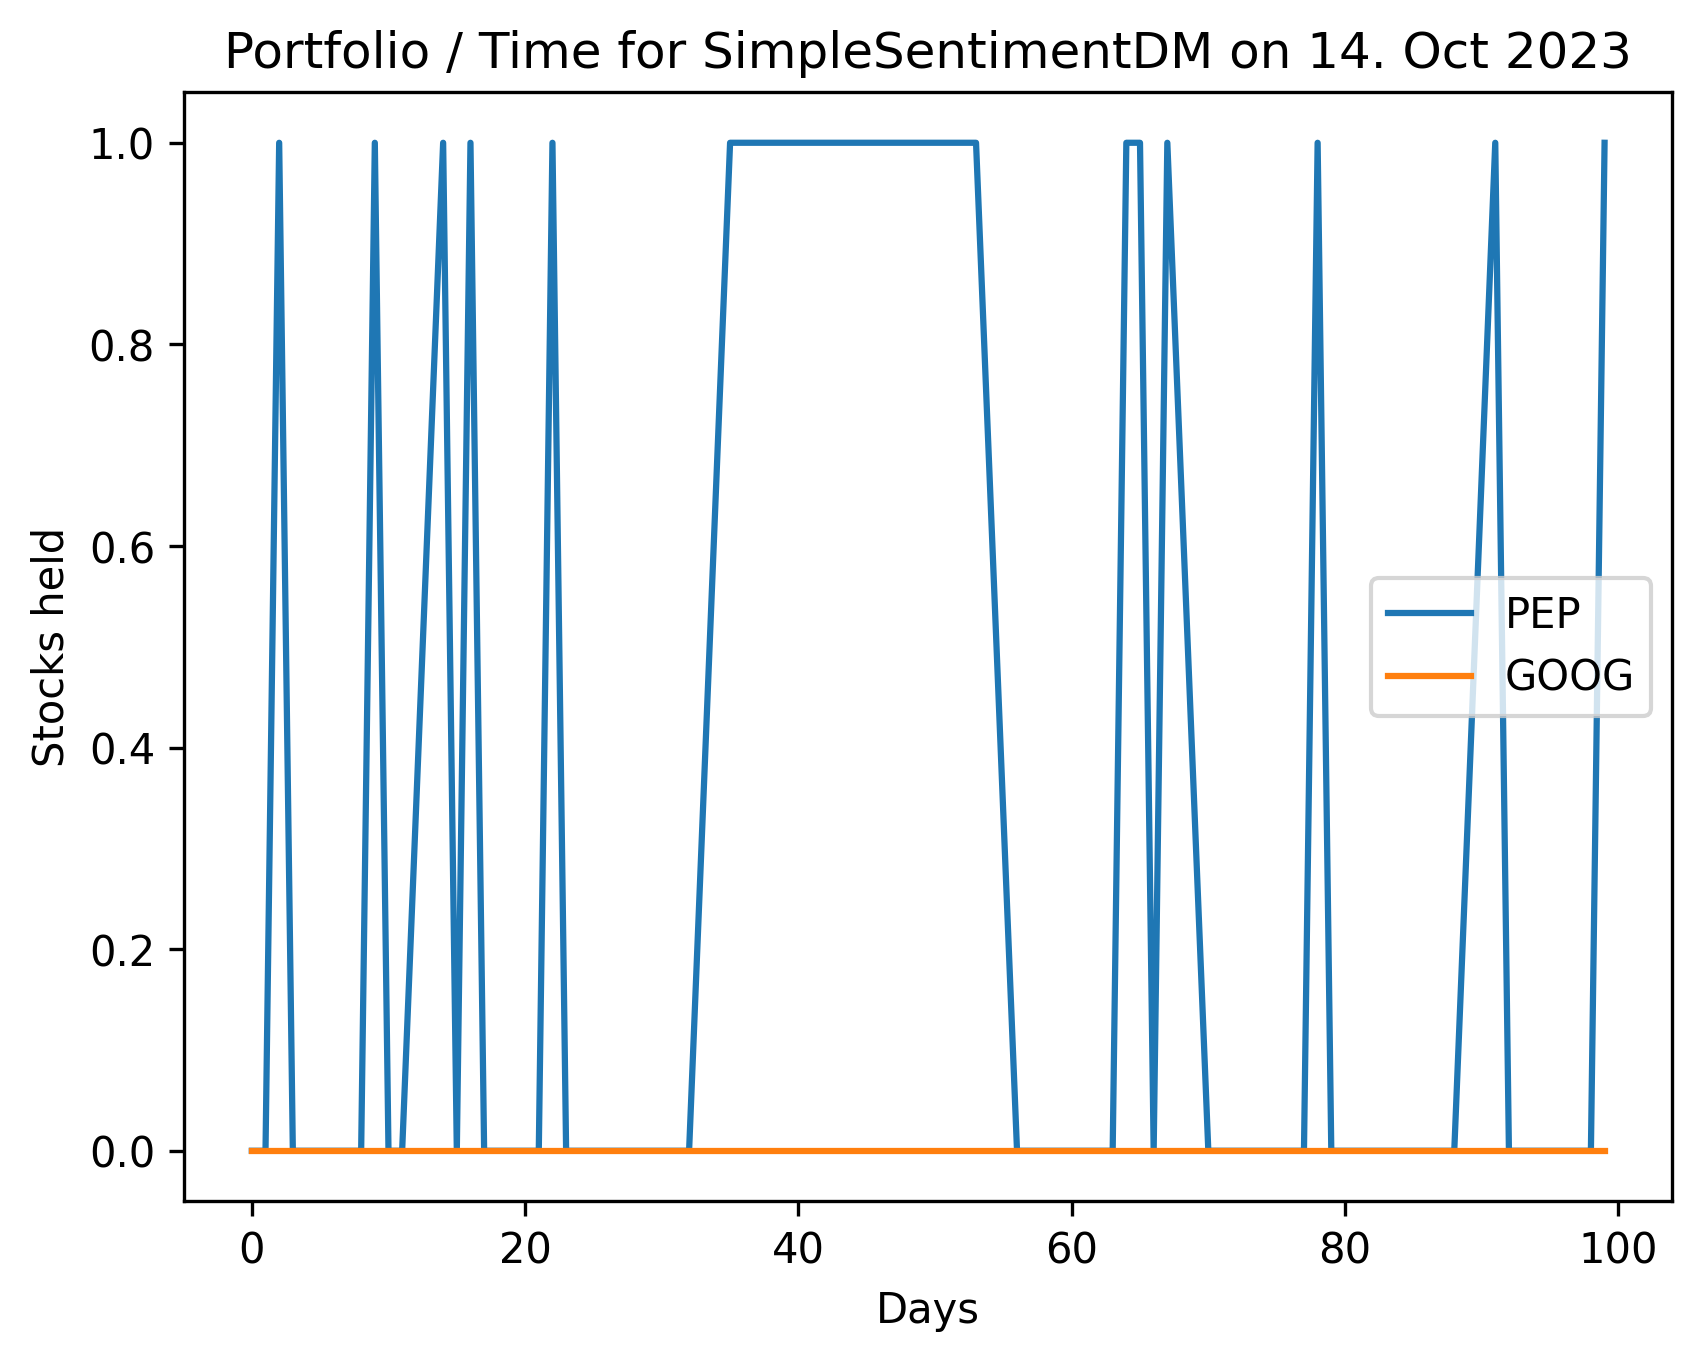 Portfolio / Time for SimpleSentimentDM on 14. Oct 2023
1.0
0.8
0.6
0.4
0.2
0.0
Stocks held
PEP
GOOG
0 20 40 60 80 100
Days